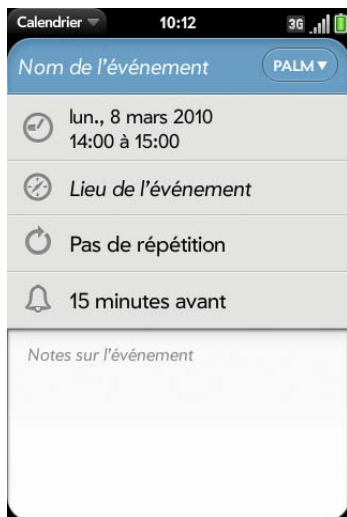 Calendrier 10:12 3G
Nom de l'événement PALM
lun., 8 mars 2010
14:00 à 15:00
Lieu de l'événement
Pas de répétition
15 minutes avant
Notes sur l'événement